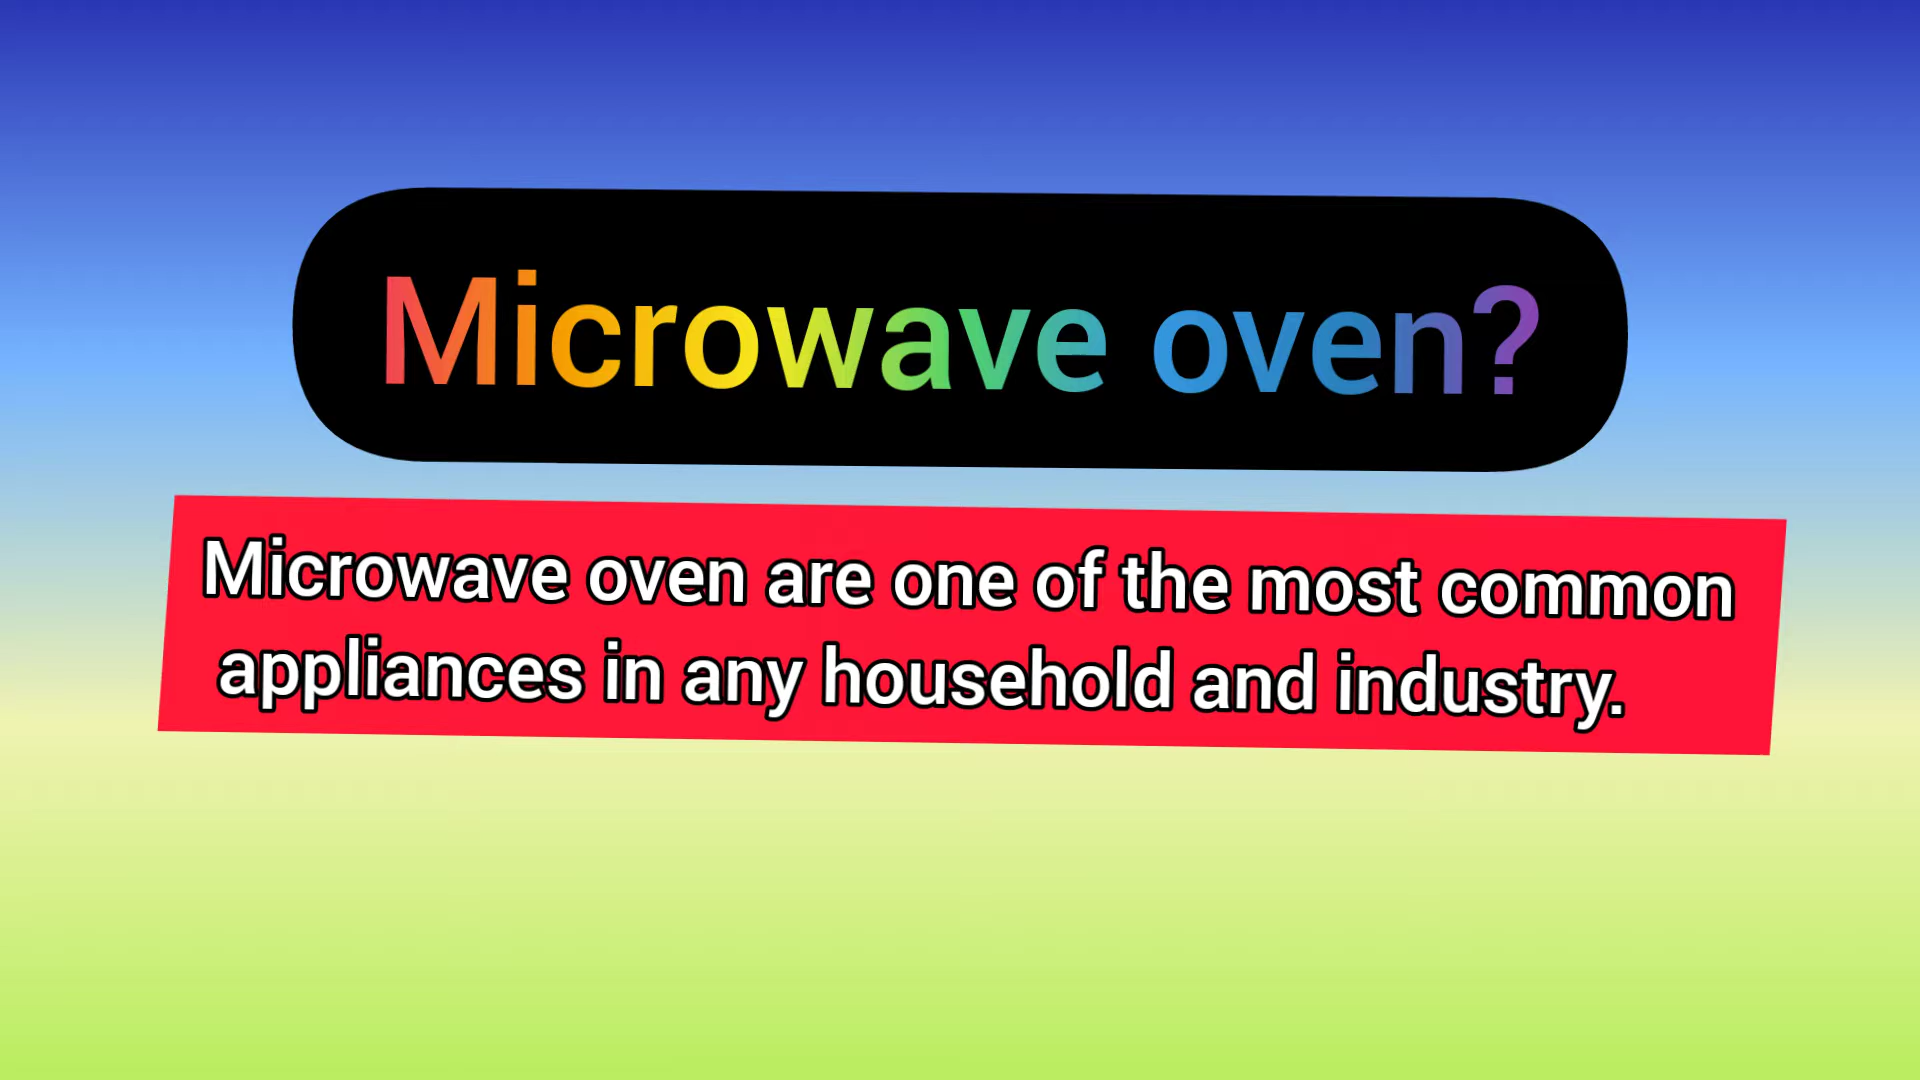 Microwave oven?
Microwave oven are one of the most common
appliances in any household and industry.